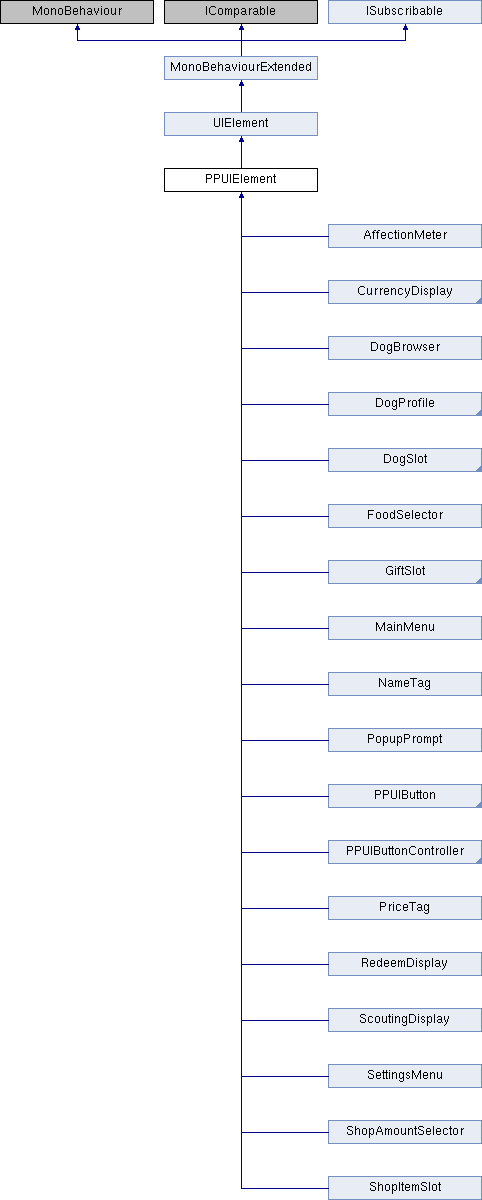 MonoBehaviour
IComparable
ISubscribable
MonoBehaviourExtended
UIElement
PPUIElement
AffectionMeter
CurrencyDisplay
DogBrowser
DogProfile
DogSlot
FoodSelector
GiftSlot
MainMenu
NameTag
PopupPrompt
PPUIButton
PPUIButtonController
PriceTag
RedeemDisplay
ScoutingDisplay
SettingsMenu
ShopAmountSelector
ShopItemSlot